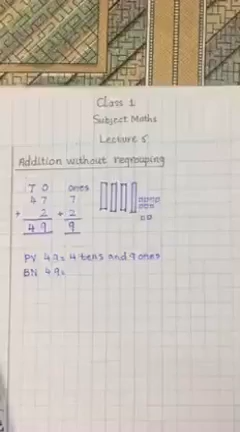 Class 1
Subject Maths
Lecture 5
Addition without regrouping
T O ones
4 7 7
+ 2 + 2
4 9 9
PV 49= 4 tens and 9 ones
BN 49=